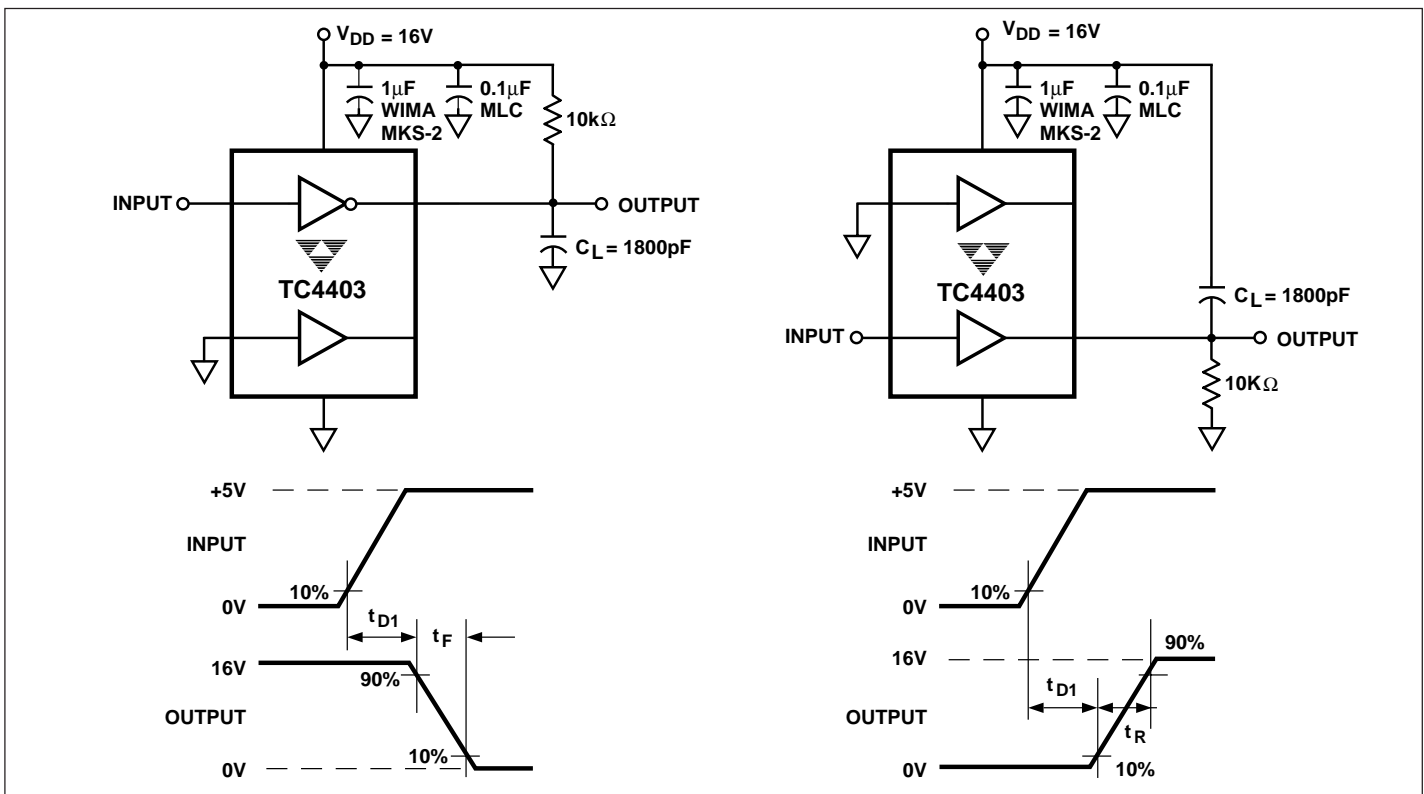 V_DD = 16V
1μF
WIMA
MKS-2
0.1μF
MLC
10kΩ
INPUT
OUTPUT
C_L = 1800pF
TC4403
+5V
INPUT
10%
0V
t_D1
t_F
16V
90%
OUTPUT
10%
0V
V_DD = 16V
1μF
WIMA
MKS-2
0.1μF
MLC
TC4403
C_L = 1800pF
INPUT
OUTPUT
10KΩ
+5V
INPUT
10%
0V
90%
16V
t_D1
OUTPUT
t_R
0V
10%